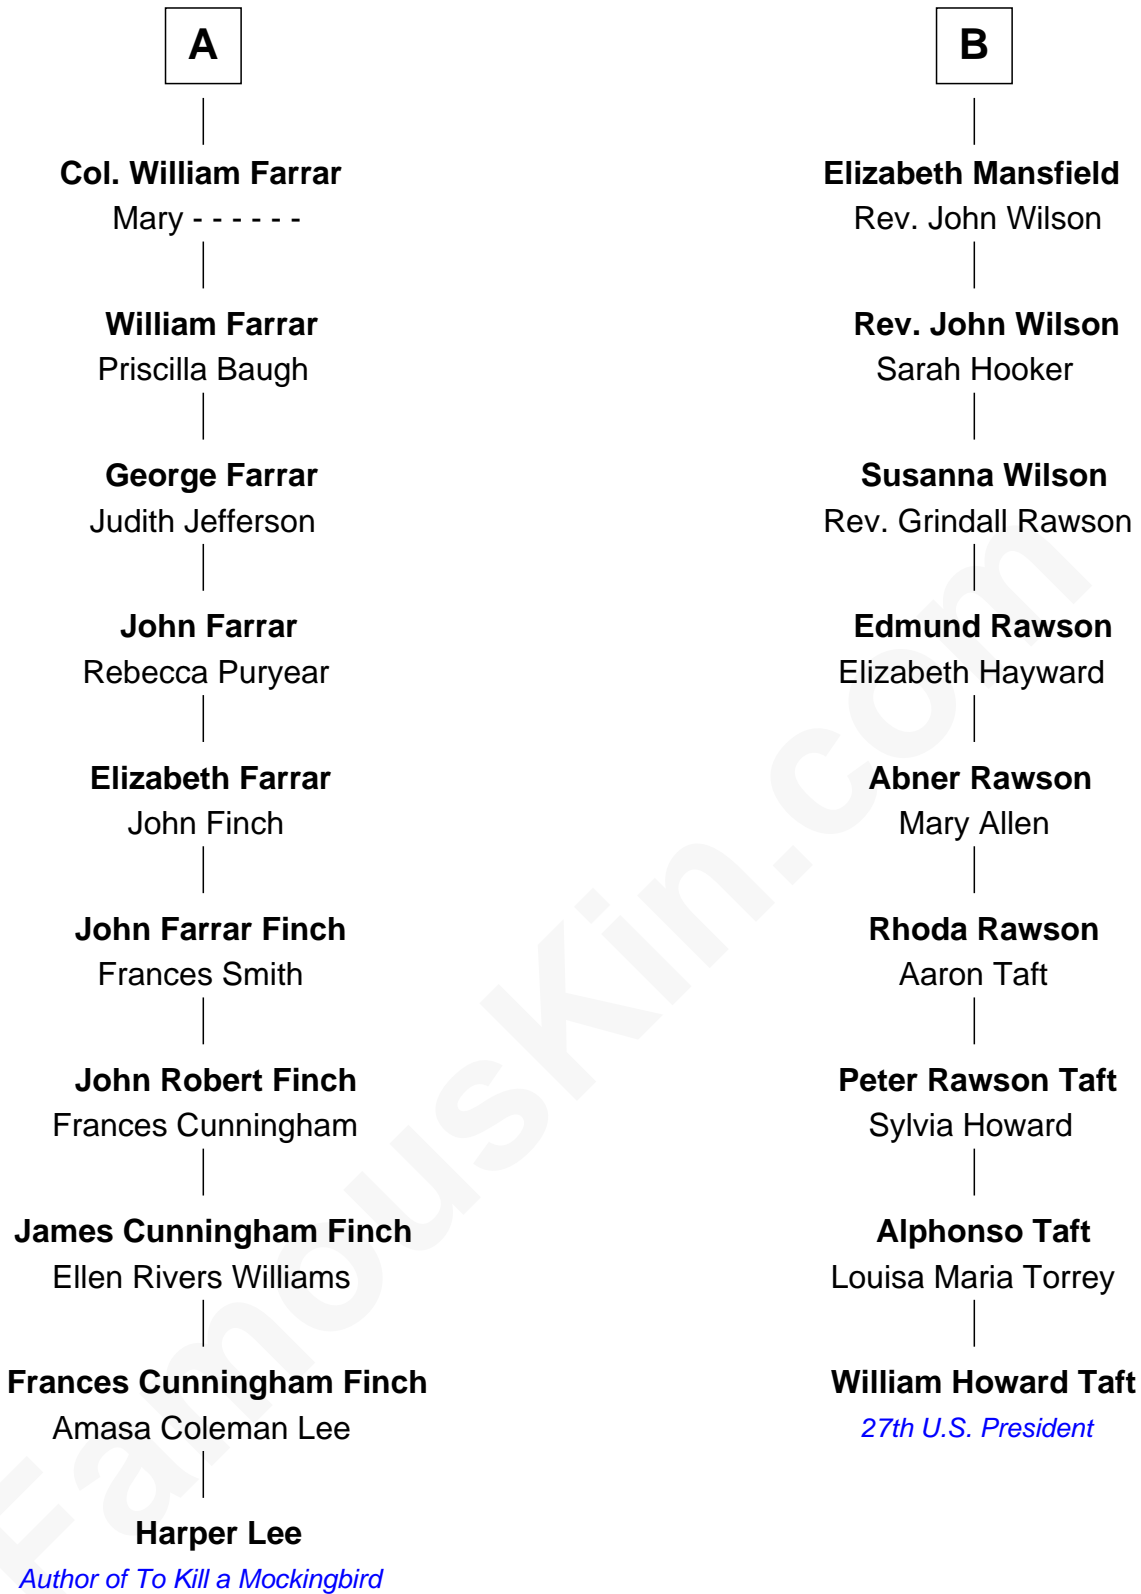 A
Col. William Farrar
Mary - - - - - -
William Farrar
Priscilla Baugh
George Farrar
Judith Jefferson
John Farrar
Rebecca Puryear
Elizabeth Farrar
John Finch
John Farrar Finch
Frances Smith
John Robert Finch
Frances Cunningham
James Cunningham Finch
Ellen Rivers Williams
Frances Cunningham Finch
Amasa Coleman Lee
Harper Lee
Author of To Kill a Mockingbird
B
Elizabeth Mansfield
Rev. John Wilson
Rev. John Wilson
Sarah Hooker
Susanna Wilson
Rev. Grindall Rawson
Edmund Rawson
Elizabeth Hayward
Abner Rawson
Mary Allen
Rhoda Rawson
Aaron Taft
Peter Rawson Taft
Sylvia Howard
Alphonso Taft
Louisa Maria Torrey
William Howard Taft
27th U.S. President
FamousKin.com